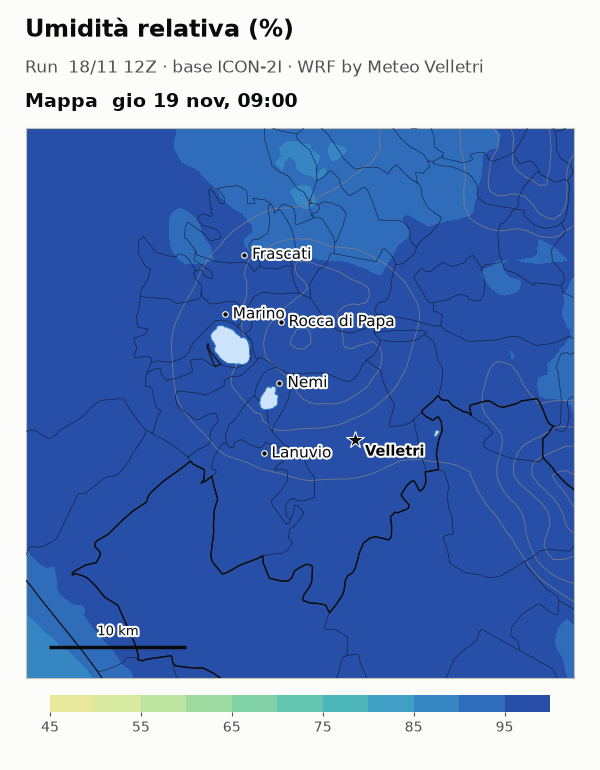 Umidità relativa (%)
Run  18/11 12Z · base ICON-2I · WRF by Meteo Velletri
Mappa  gio 19 nov, 09:00
Frascati
Marino
Rocca di Papa
Nemi
Velletri
Lanuvio
10 km
45 55 65 75 85 95